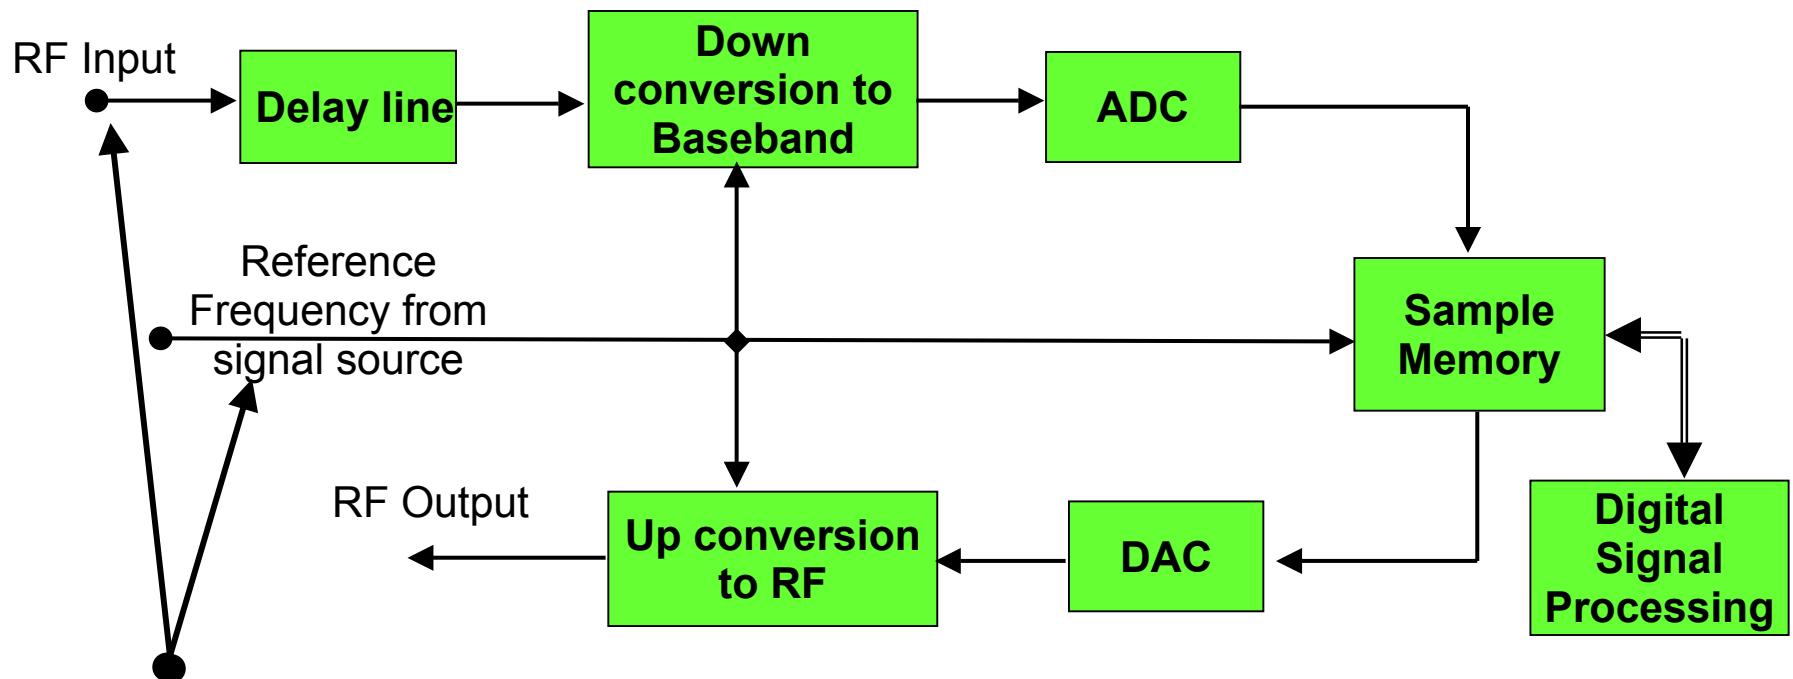 RF Input
Delay line
Down
conversion to
Baseband
ADC
Reference
Frequency from
signal source
Sample
Memory
RF Output
Up conversion
to RF
DAC
Digital
Signal
Processing